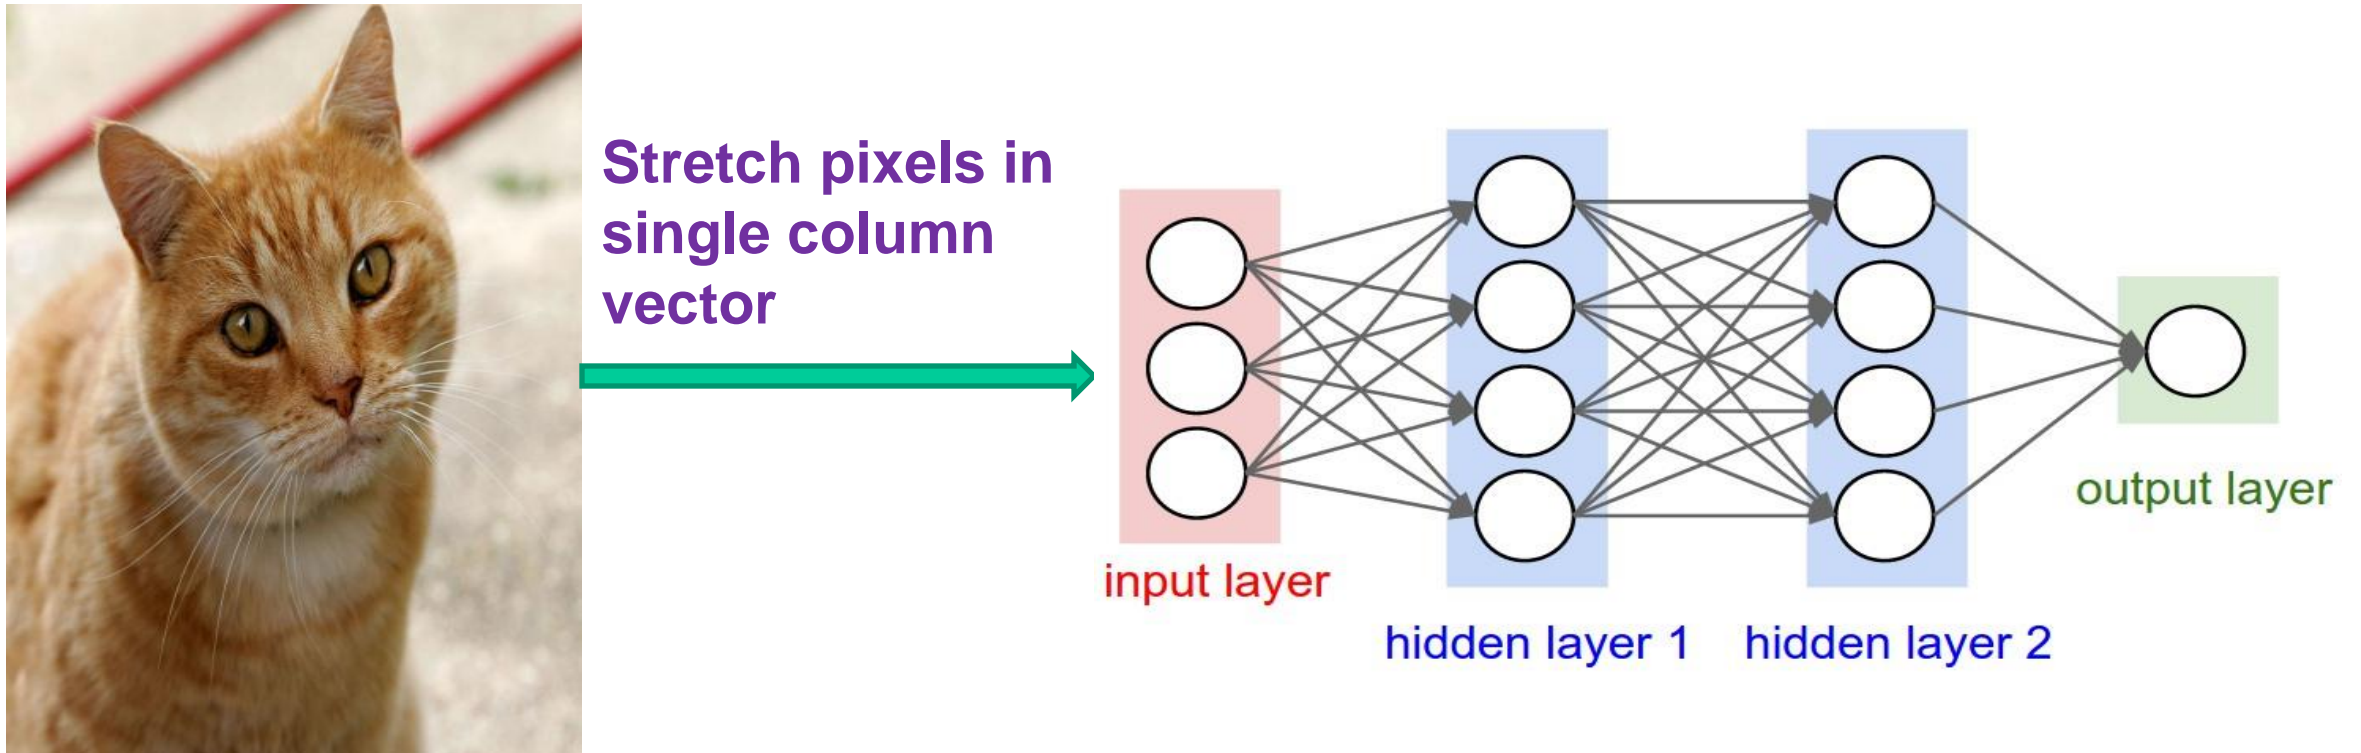 Stretch pixels in
single column
vector
input layer
hidden layer 1
hidden layer 2
output layer